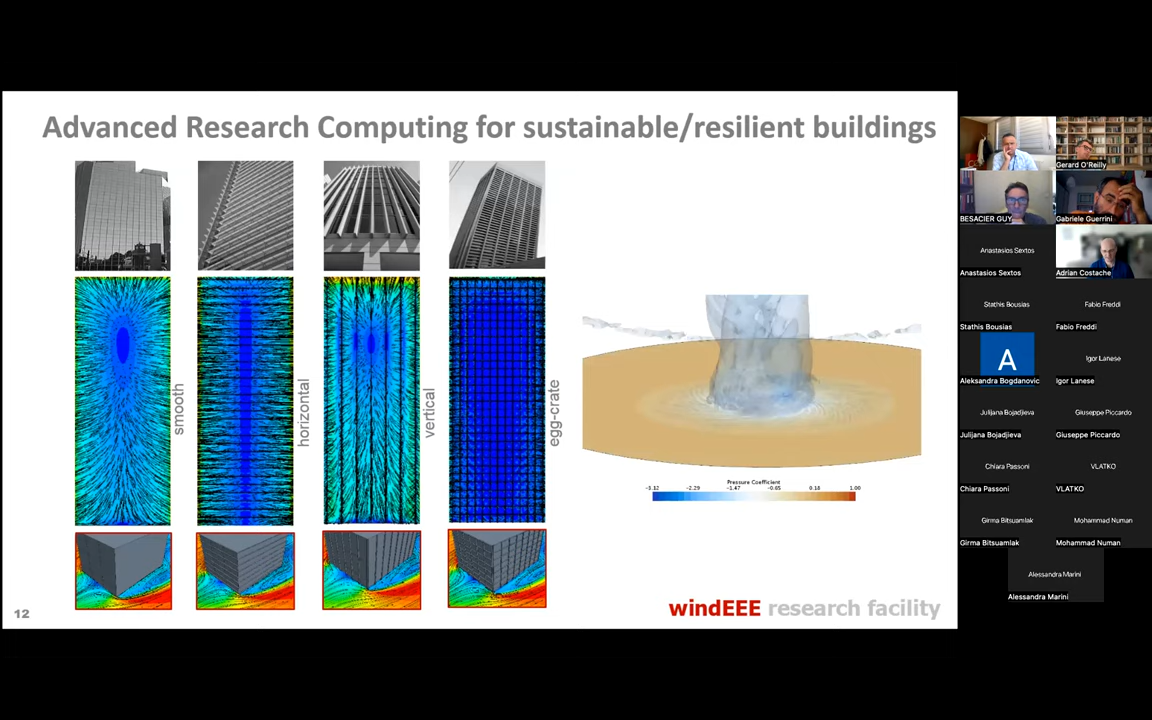 Advanced Research Computing for sustainable/resilient buildings
smooth
horizontal
vertical
egg-crate
Pressure Coefficient
-3.12 -2.29 -1.47 -0.65 0.18 1.00
windEEE research facility
12
Gerard O'Reilly
BESACIER GUY
Gabriele Guerrini
Anastasios Sextos
Anastasios Sextos
Adrian Costache
Stathis Bousias
Fabio Freddi
Stathis Bousias
Fabio Freddi
A
Igor Lanese
Aleksandra Bogdanovic
Igor Lanese
Julijana Bojadjieva
Giuseppe Piccardo
Julijana Bojadjieva
Giuseppe Piccardo
Chiara Passoni
VLATKO
Chiara Passoni
VLATKO
Girma Bitsuamlak
Mohammad Numan
Girma Bitsuamlak
Mohammad Numan
Alessandra Marini
Alessandra Marini